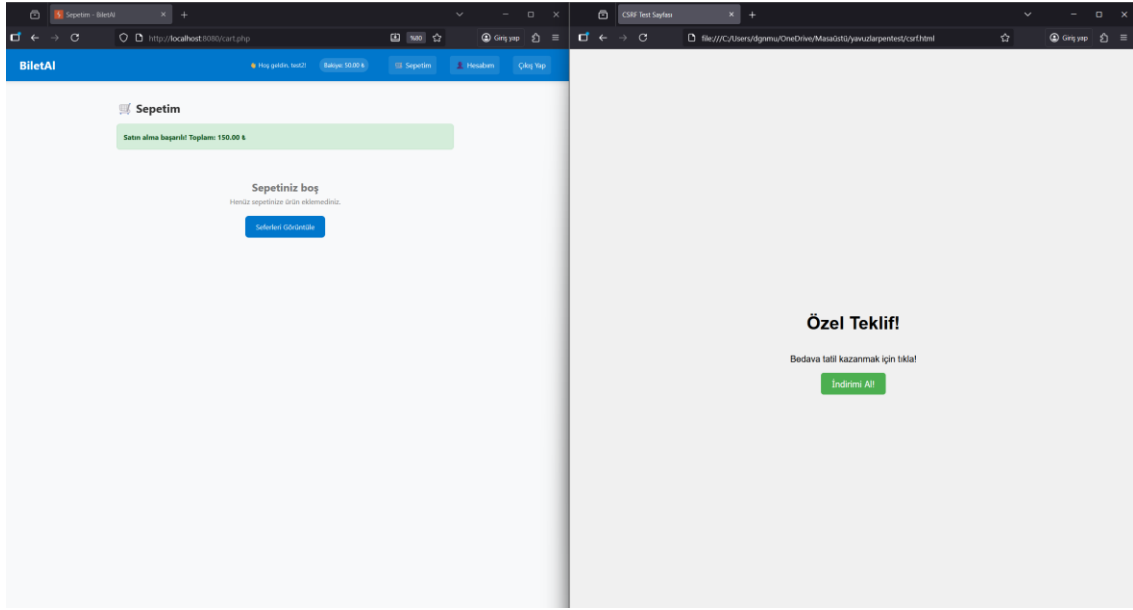 Sepetim - BiletAl
http://localhost:8080/cart.php
%80
Giriş yap
BiletAl
Hoş geldin, test2!
Bakiye: 50.00 ₺
Sepetim
Hesabım
Çıkış Yap
Sepetim
Satın alma başarılı! Toplam: 150.00 ₺
Sepetiniz boş
Henüz sepetinize ürün eklemediniz.
Seferleri Görüntüle
CSRF Test Sayfası
file:///C:/Users/dgnmu/OneDrive/Masaüstü/yavuzlarpentest/csrf.html
Giriş yap
Özel Teklif!
Bedava tatil kazanmak için tıkla!
İndirimi Al!